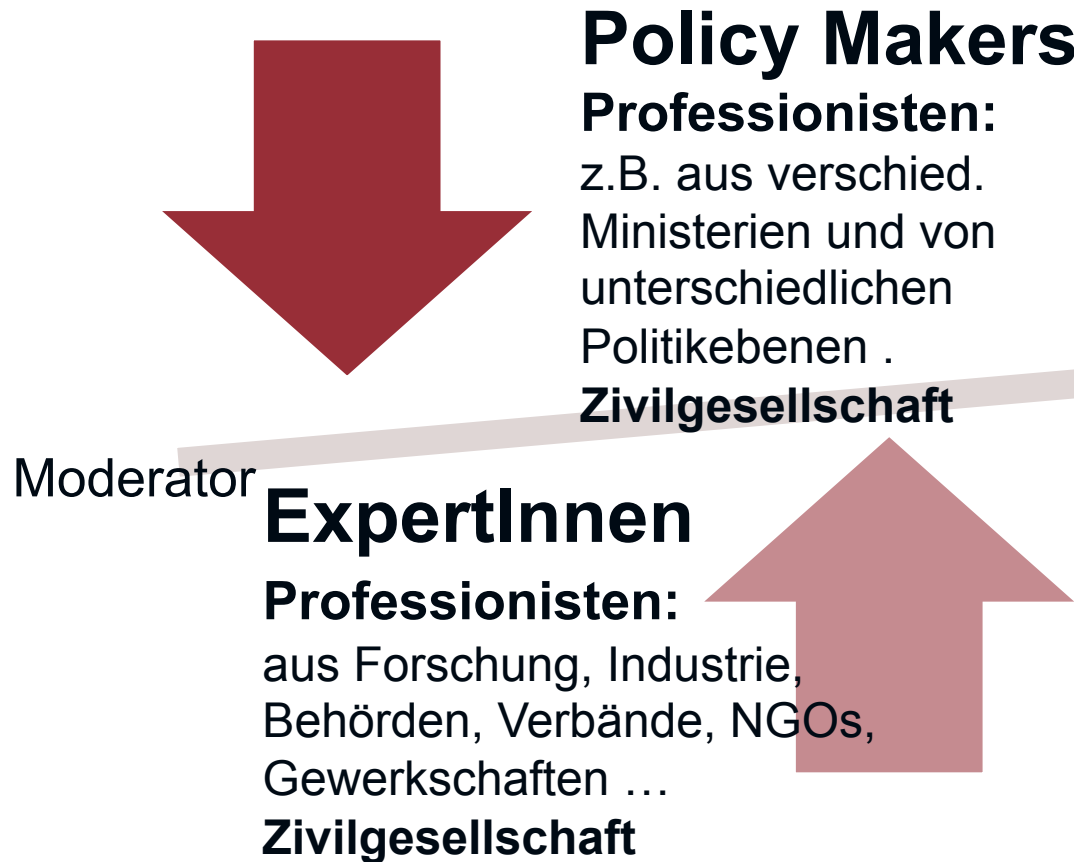 Policy Makers
Professionisten:
z.B. aus verschied.
Ministerien und von
unterschiedlichen
Politikebenen .
Zivilgesellschaft
Moderator
ExpertInnen
Professionisten:
aus Forschung, Industrie,
Behörden, Verbände, NGOs,
Gewerkschaften …
Zivilgesellschaft